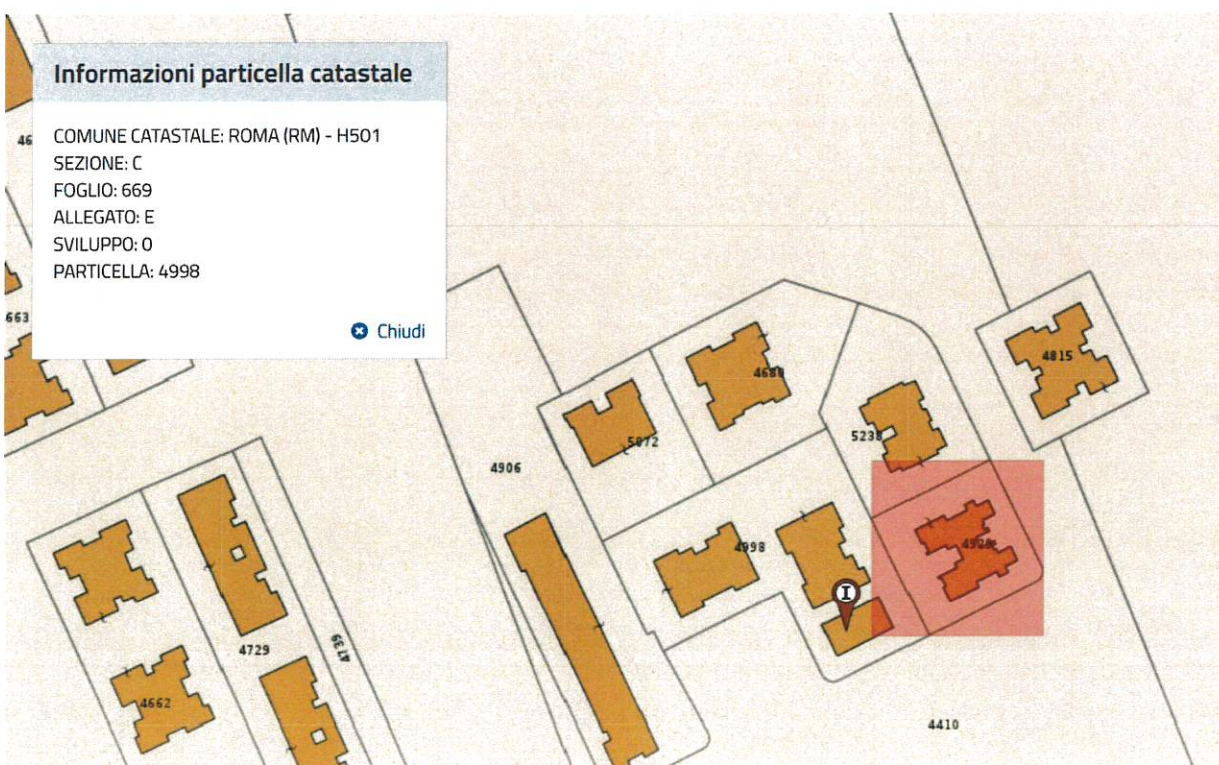 Informazioni particella catastale
COMUNE CATASTALE: ROMA (RM) - H501
SEZIONE: C
FOGLIO: 669
ALLEGATO: E
SVILUPPO: 0
PARTICELLA: 4998
Chiudi
46
663
4815
4680
5238
5072
4906
4998
4729
4739
4662
4410
I